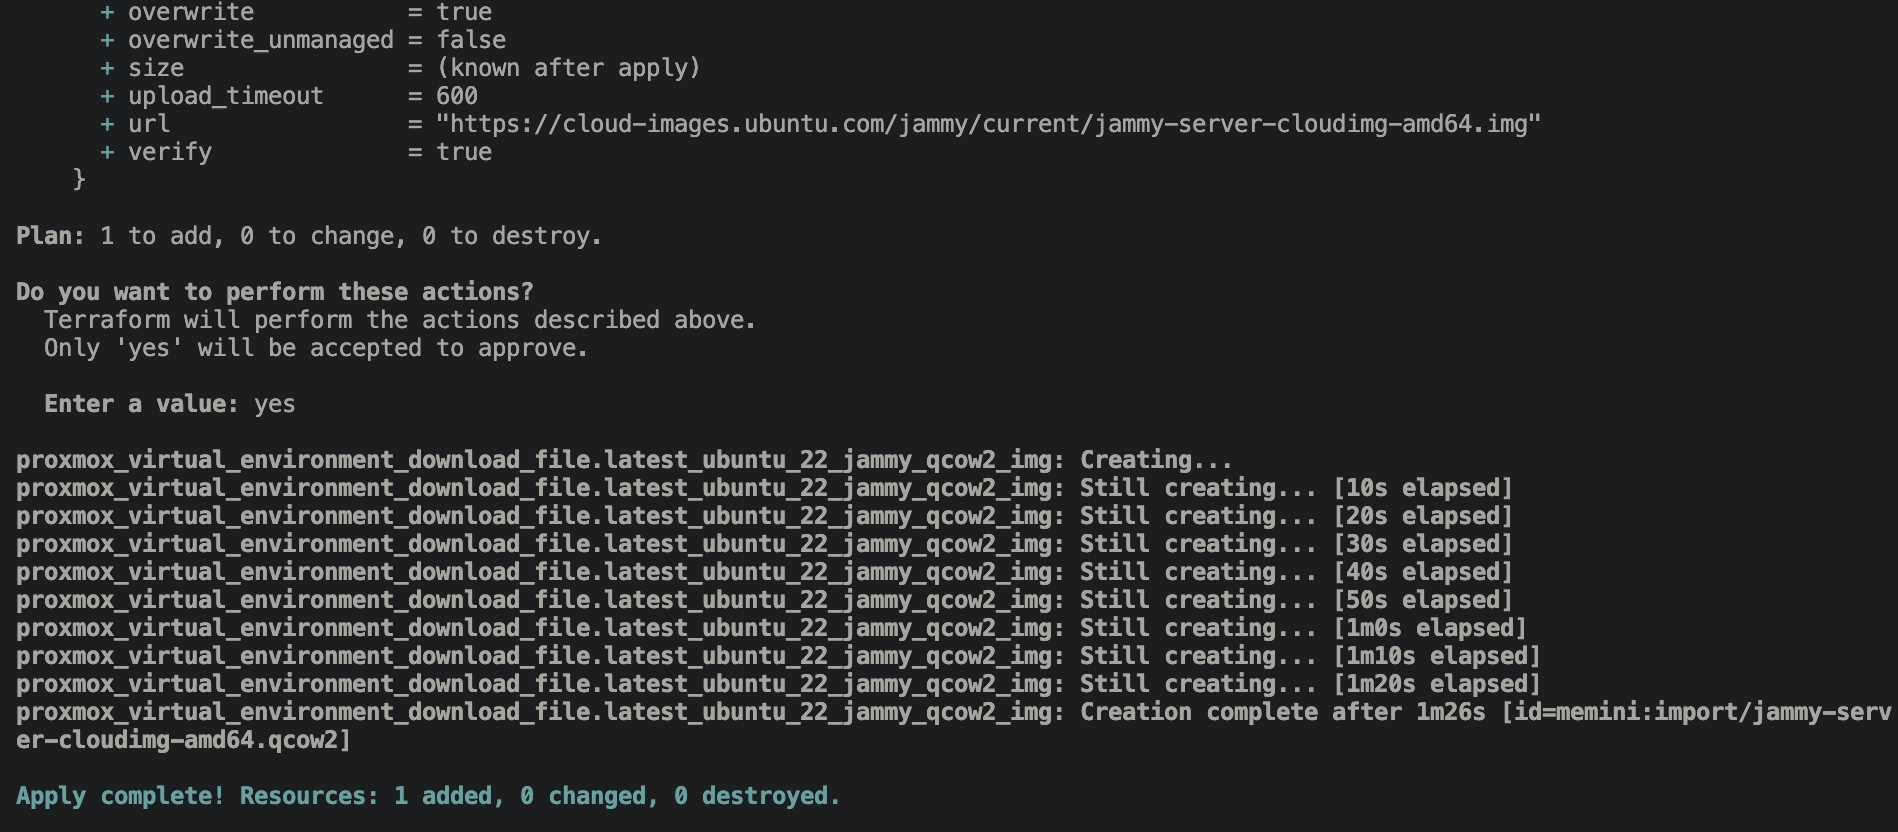 + overwrite           = true
+ overwrite_unmanaged = false
+ size                = (known after apply)
+ upload_timeout      = 600
+ url                 = "https://cloud-images.ubuntu.com/jammy/current/jammy-server-cloudimg-amd64.img"
+ verify              = true
}
Plan: 1 to add, 0 to change, 0 to destroy.
Do you want to perform these actions?
Terraform will perform the actions described above.
Only 'yes' will be accepted to approve.
Enter a value: yes
proxmox_virtual_environment_download_file.latest_ubuntu_22_jammy_qcow2_img: Creating...
proxmox_virtual_environment_download_file.latest_ubuntu_22_jammy_qcow2_img: Still creating... [10s elapsed]
proxmox_virtual_environment_download_file.latest_ubuntu_22_jammy_qcow2_img: Still creating... [20s elapsed]
proxmox_virtual_environment_download_file.latest_ubuntu_22_jammy_qcow2_img: Still creating... [30s elapsed]
proxmox_virtual_environment_download_file.latest_ubuntu_22_jammy_qcow2_img: Still creating... [40s elapsed]
proxmox_virtual_environment_download_file.latest_ubuntu_22_jammy_qcow2_img: Still creating... [50s elapsed]
proxmox_virtual_environment_download_file.latest_ubuntu_22_jammy_qcow2_img: Still creating... [1m0s elapsed]
proxmox_virtual_environment_download_file.latest_ubuntu_22_jammy_qcow2_img: Still creating... [1m10s elapsed]
proxmox_virtual_environment_download_file.latest_ubuntu_22_jammy_qcow2_img: Still creating... [1m20s elapsed]
proxmox_virtual_environment_download_file.latest_ubuntu_22_jammy_qcow2_img: Creation complete after 1m26s [id=memini:import/jammy-serv
er-cloudimg-amd64.qcow2]
Apply complete! Resources: 1 added, 0 changed, 0 destroyed.